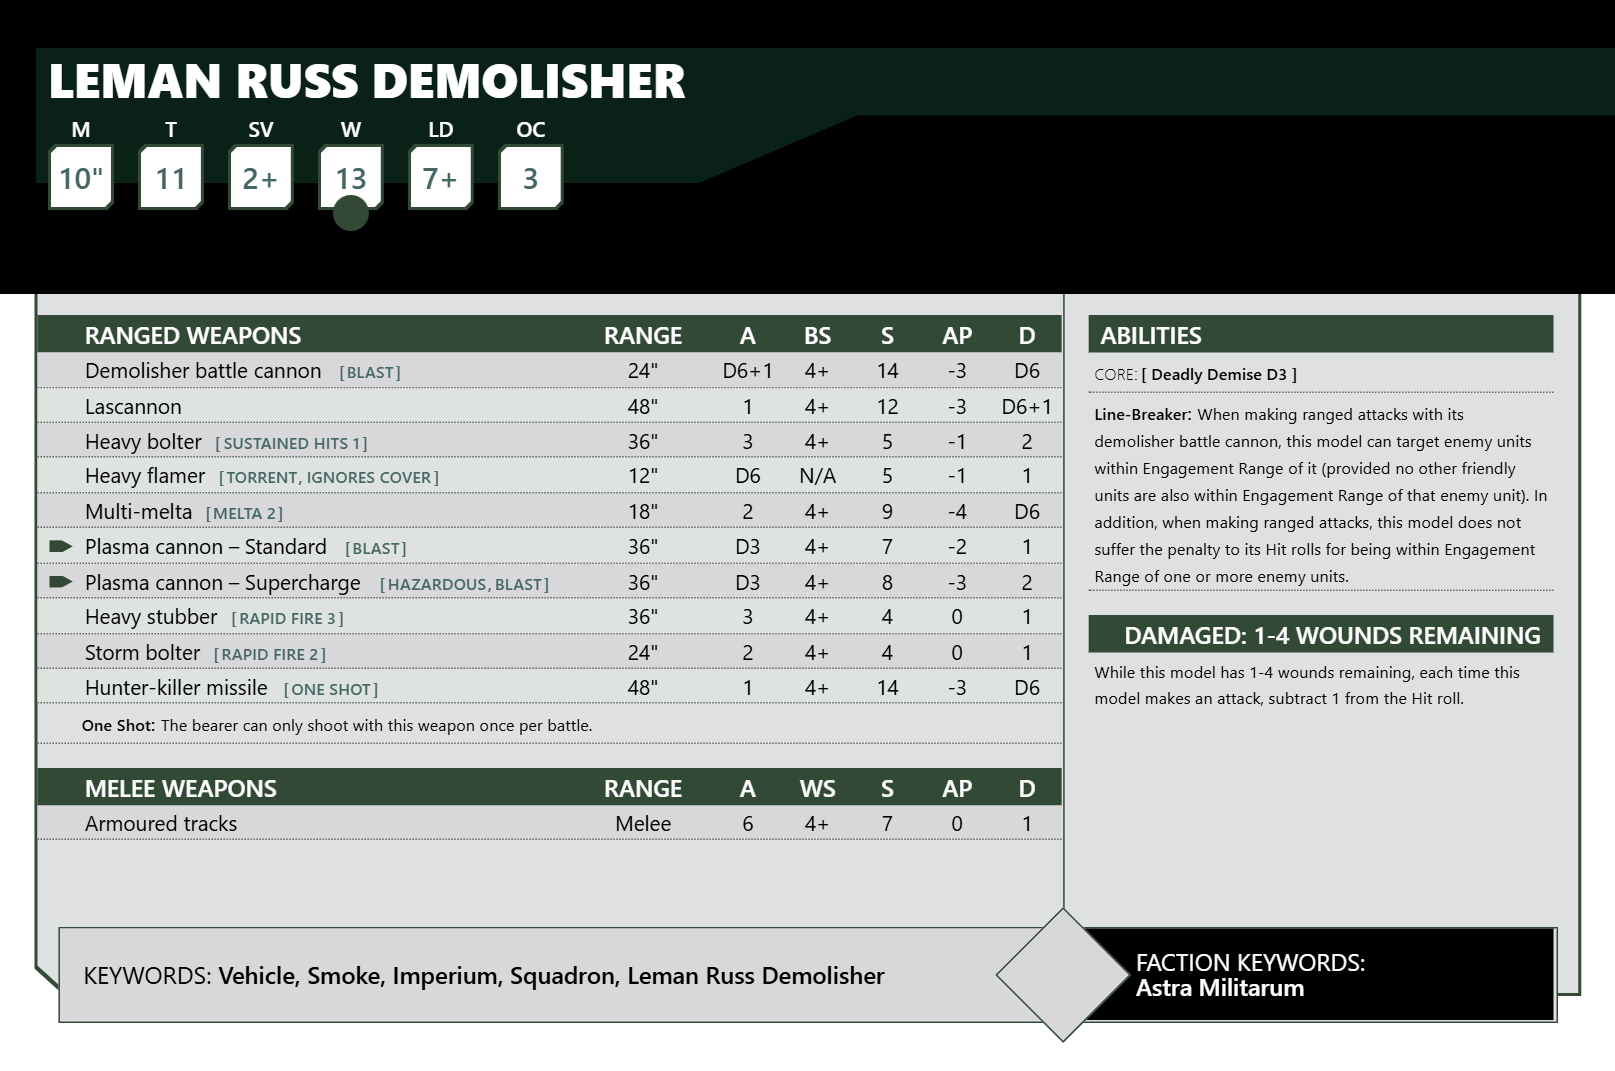 LEMAN RUSS DEMOLISHER
M T SV W LD OC
10" 11 2+ 13 7+ 3
RANGED WEAPONS RANGE A BS S AP D
Demolisher battle cannon [BLAST] 24" D6+1 4+ 14 -3 D6
Lascannon 48" 1 4+ 12 -3 D6+1
Heavy bolter [SUSTAINED HITS 1] 36" 3 4+ 5 -1 2
Heavy flamer [TORRENT, IGNORES COVER] 12" D6 N/A 5 -1 1
Multi-melta [MELTA 2] 18" 2 4+ 9 -4 D6
Plasma cannon – Standard [BLAST] 36" D3 4+ 7 -2 1
Plasma cannon – Supercharge [HAZARDOUS, BLAST] 36" D3 4+ 8 -3 2
Heavy stubber [RAPID FIRE 3] 36" 3 4+ 4 0 1
Storm bolter [RAPID FIRE 2] 24" 2 4+ 4 0 1
Hunter-killer missile [ONE SHOT] 48" 1 4+ 14 -3 D6
One Shot: The bearer can only shoot with this weapon once per battle.
MELEE WEAPONS RANGE A WS S AP D
Armoured tracks Melee 6 4+ 7 0 1
ABILITIES
CORE: [ Deadly Demise D3 ]
Line-Breaker: When making ranged attacks with its
demolisher battle cannon, this model can target enemy units
within Engagement Range of it (provided no other friendly
units are also within Engagement Range of that enemy unit). In
addition, when making ranged attacks, this model does not
suffer the penalty to its Hit rolls for being within Engagement
Range of one or more enemy units.
DAMAGED: 1-4 WOUNDS REMAINING
While this model has 1-4 wounds remaining, each time this
model makes an attack, subtract 1 from the Hit roll.
KEYWORDS: Vehicle, Smoke, Imperium, Squadron, Leman Russ Demolisher
FACTION KEYWORDS:
Astra Militarum